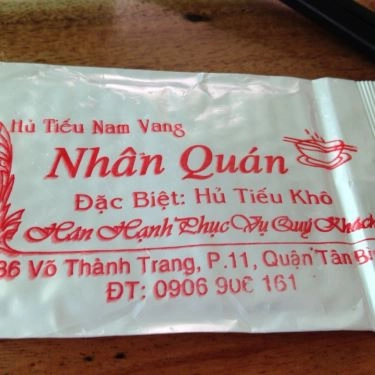 Hủ Tiếu Nam Vang
Nhân Quán
Đặc Biệt: Hủ Tiếu Khô
Hân Hạnh Phục Vụ Quý Khách
36 Võ Thành Trang, P.11, Quận Tân
ĐT: 0906 908 161